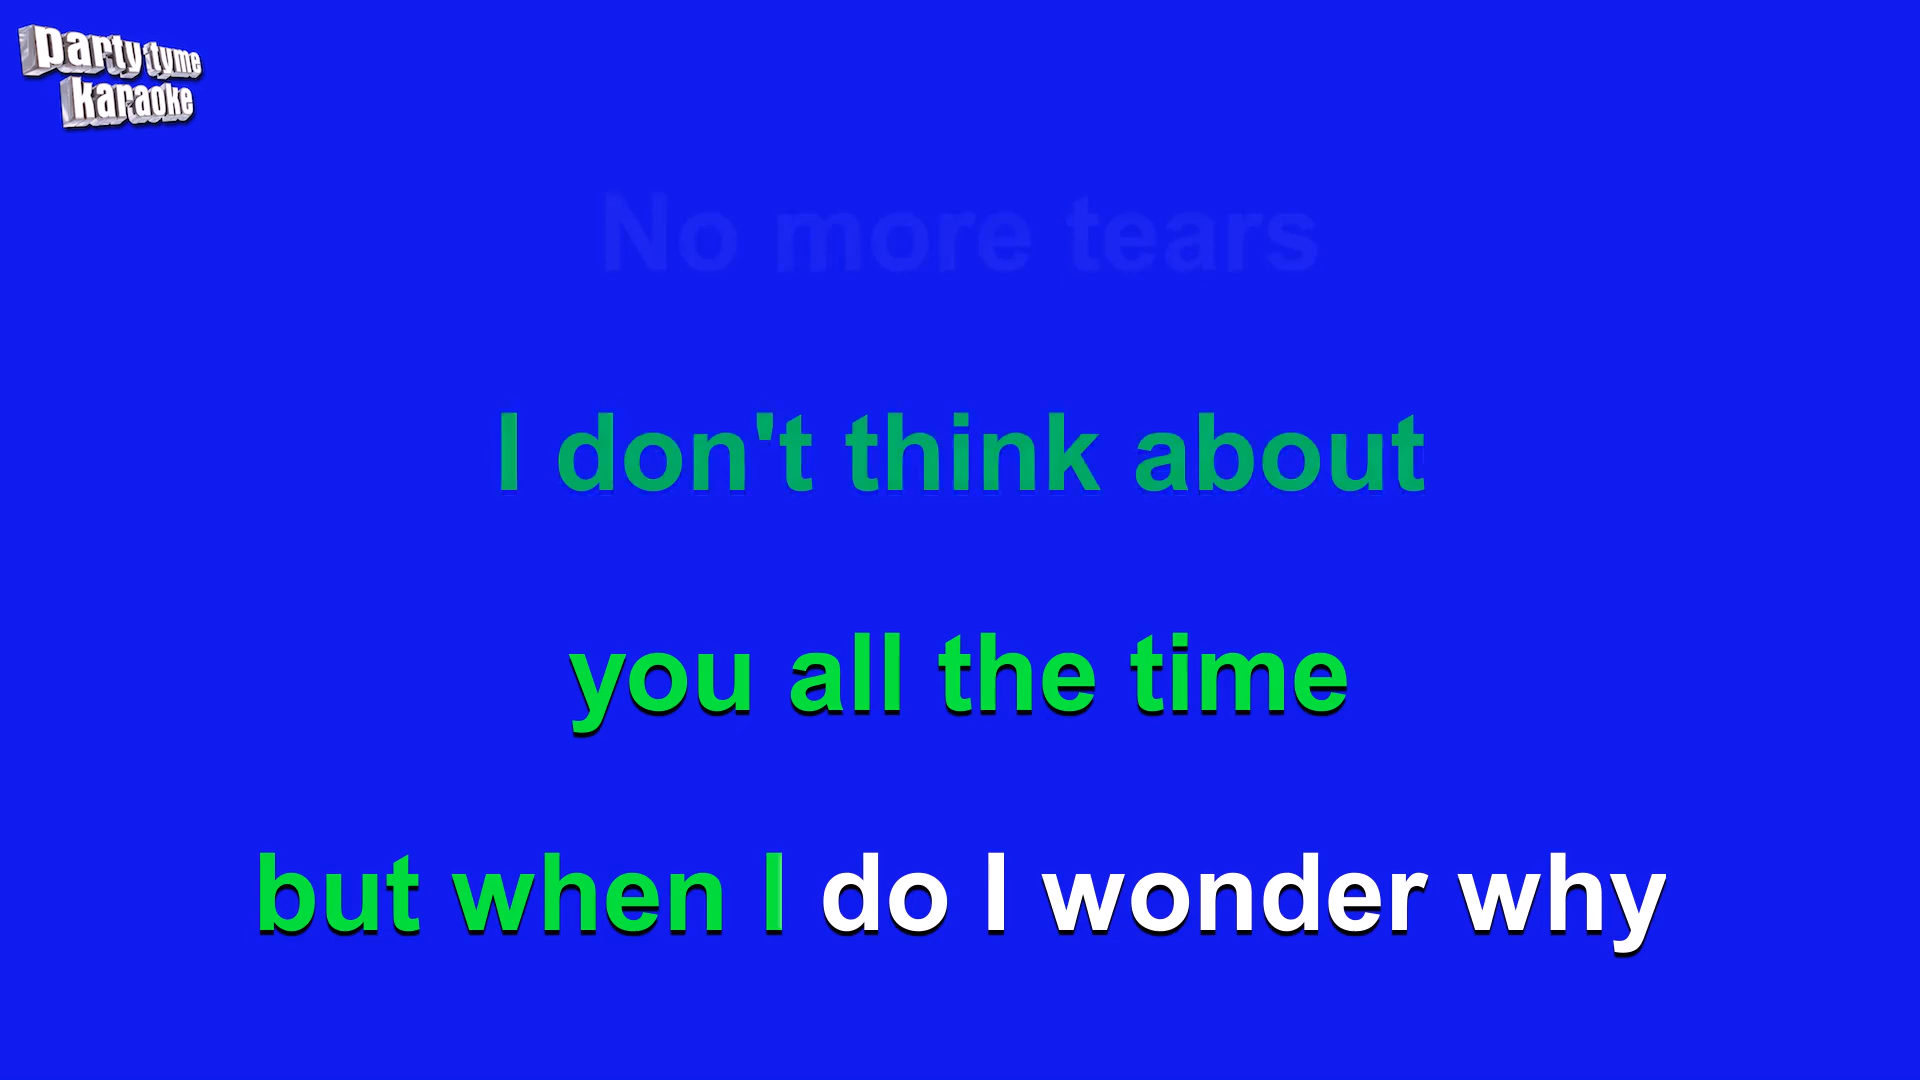 party tyme
karaoke
No more tears
I don't think about
you all the time
but when I do I wonder why